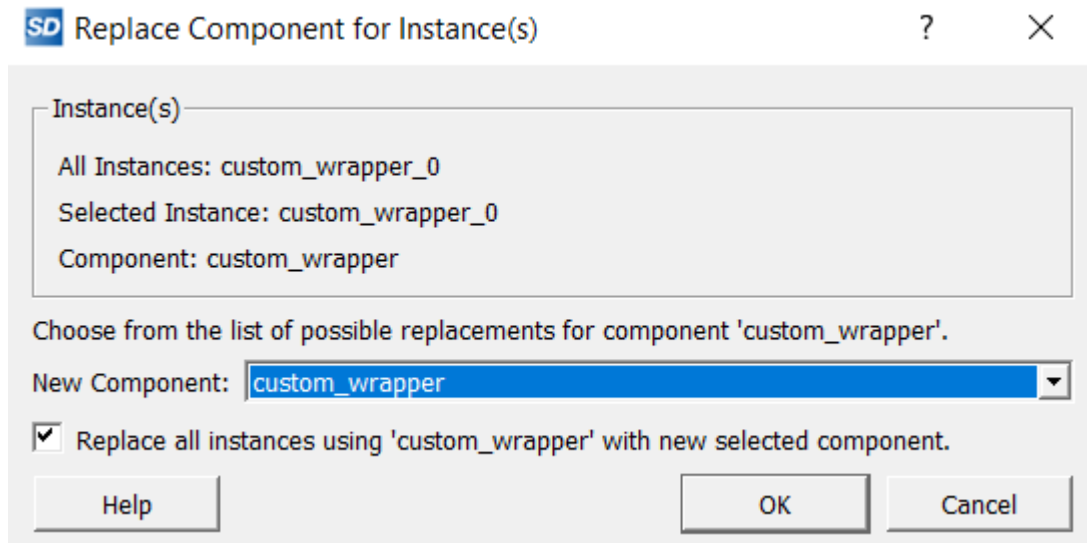 SD Replace Component for Instance(s) ?
Instance(s)
All Instances: custom_wrapper_0
Selected Instance: custom_wrapper_0
Component: custom_wrapper
Choose from the list of possible replacements for component 'custom_wrapper'.
New Component: custom_wrapper
Replace all instances using 'custom_wrapper' with new selected component.
Help OK Cancel